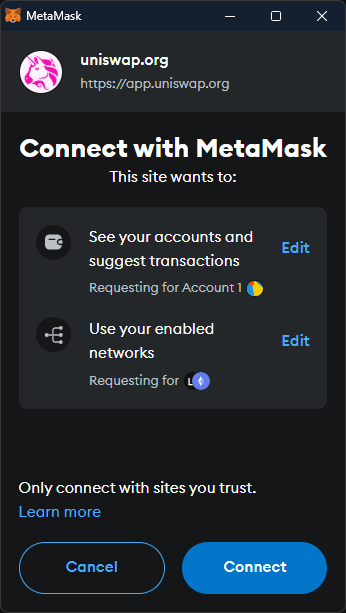 MetaMask
uniswap.org
https://app.uniswap.org
Connect with MetaMask
This site wants to:
See your accounts and
suggest transactions
Edit
Requesting for Account 1
Use your enabled
networks
Edit
Requesting for
L
Only connect with sites you trust.
Learn more
Cancel
Connect